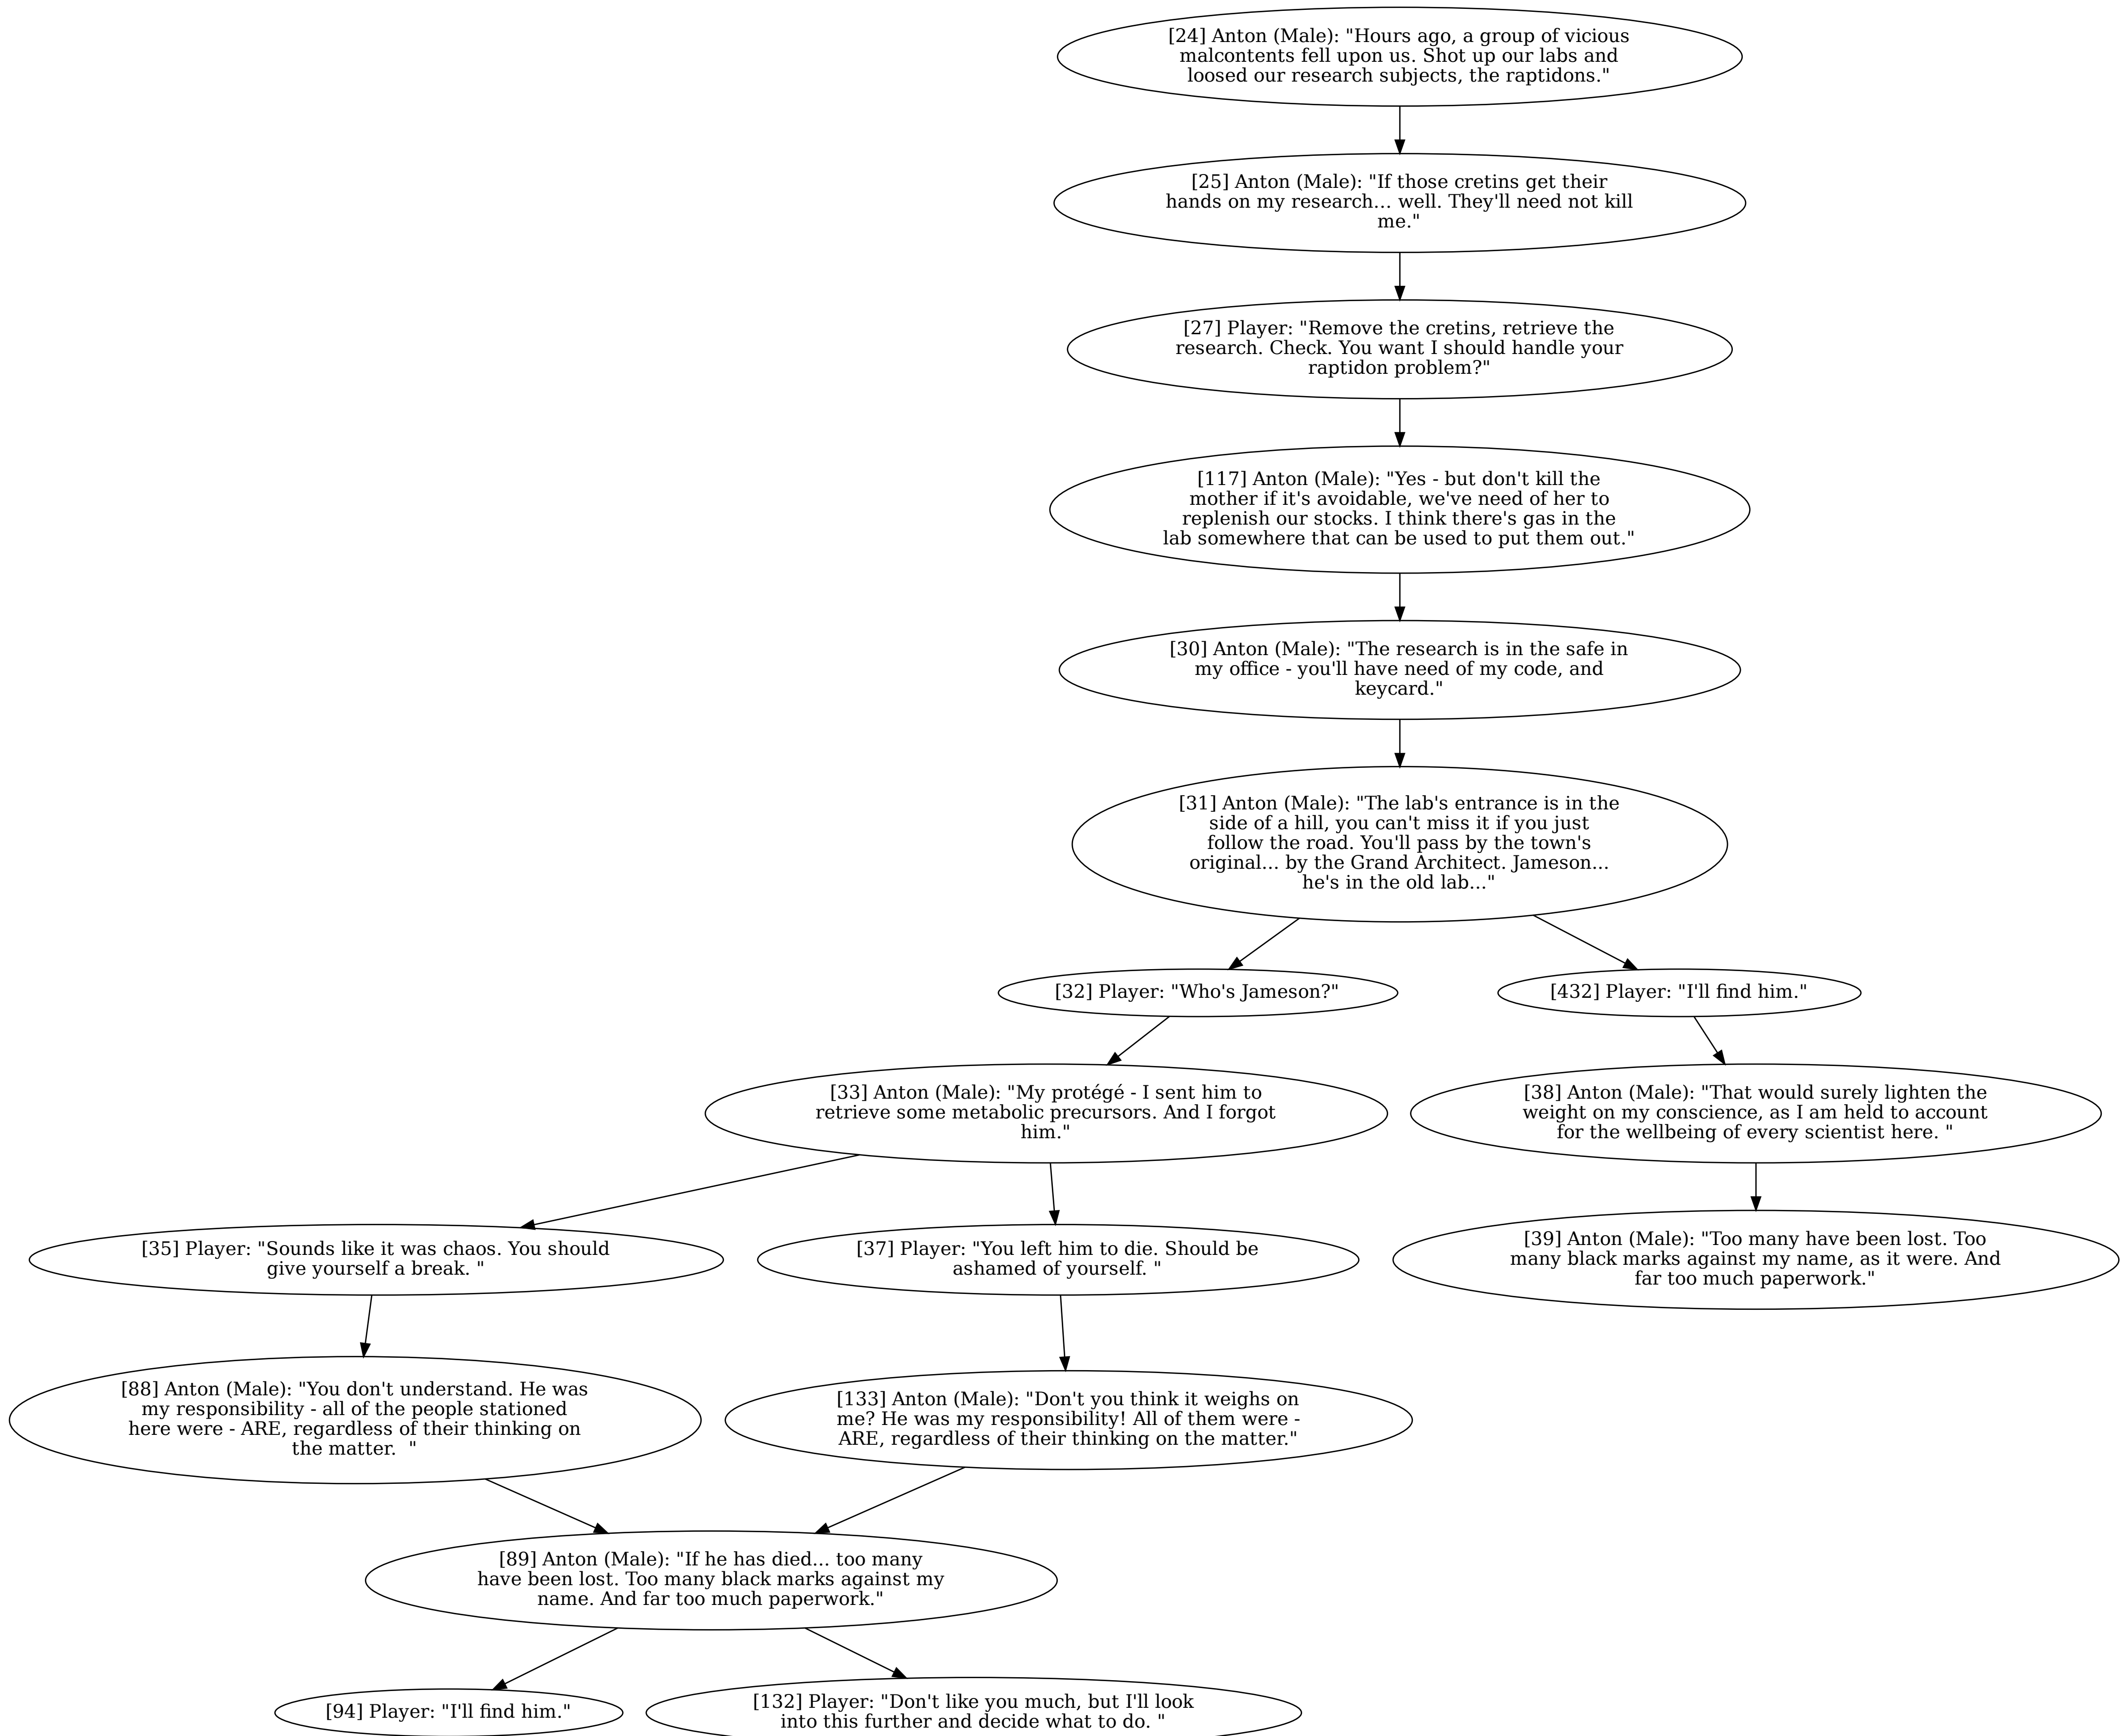 [24] Anton (Male): "Hours ago, a group of vicious
malcontents fell upon us. Shot up our labs and
loosed our research subjects, the raptidons."
[25] Anton (Male): "If those cretins get their
hands on my research... well. They'll need not kill
me."
[27] Player: "Remove the cretins, retrieve the
research. Check. You want I should handle your
raptidon problem?"
[117] Anton (Male): "Yes - but don't kill the
mother if it's avoidable, we've need of her to
replenish our stocks. I think there's gas in the
lab somewhere that can be used to put them out."
[30] Anton (Male): "The research is in the safe in
my office - you'll have need of my code, and
keycard."
[31] Anton (Male): "The lab's entrance is in the
side of a hill, you can't miss it if you just
follow the road. You'll pass by the town's
original... by the Grand Architect. Jameson...
he's in the old lab..."
[32] Player: "Who's Jameson?"
[432] Player: "I'll find him."
[33] Anton (Male): "My protégé - I sent him to
retrieve some metabolic precursors. And I forgot
him."
[38] Anton (Male): "That would surely lighten the
weight on my conscience, as I am held to account
for the wellbeing of every scientist here. "
[35] Player: "Sounds like it was chaos. You should
give yourself a break. "
[37] Player: "You left him to die. Should be
ashamed of yourself. "
[39] Anton (Male): "Too many have been lost. Too
many black marks against my name, as it were. And
far too much paperwork."
[88] Anton (Male): "You don't understand. He was
my responsibility - all of the people stationed
here were - ARE, regardless of their thinking on
the matter.  "
[133] Anton (Male): "Don't you think it weighs on
me? He was my responsibility! All of them were -
ARE, regardless of their thinking on the matter."
[89] Anton (Male): "If he has died... too many
have been lost. Too many black marks against my
name. And far too much paperwork."
[94] Player: "I'll find him."
[132] Player: "Don't like you much, but I'll look
into this further and decide what to do. "